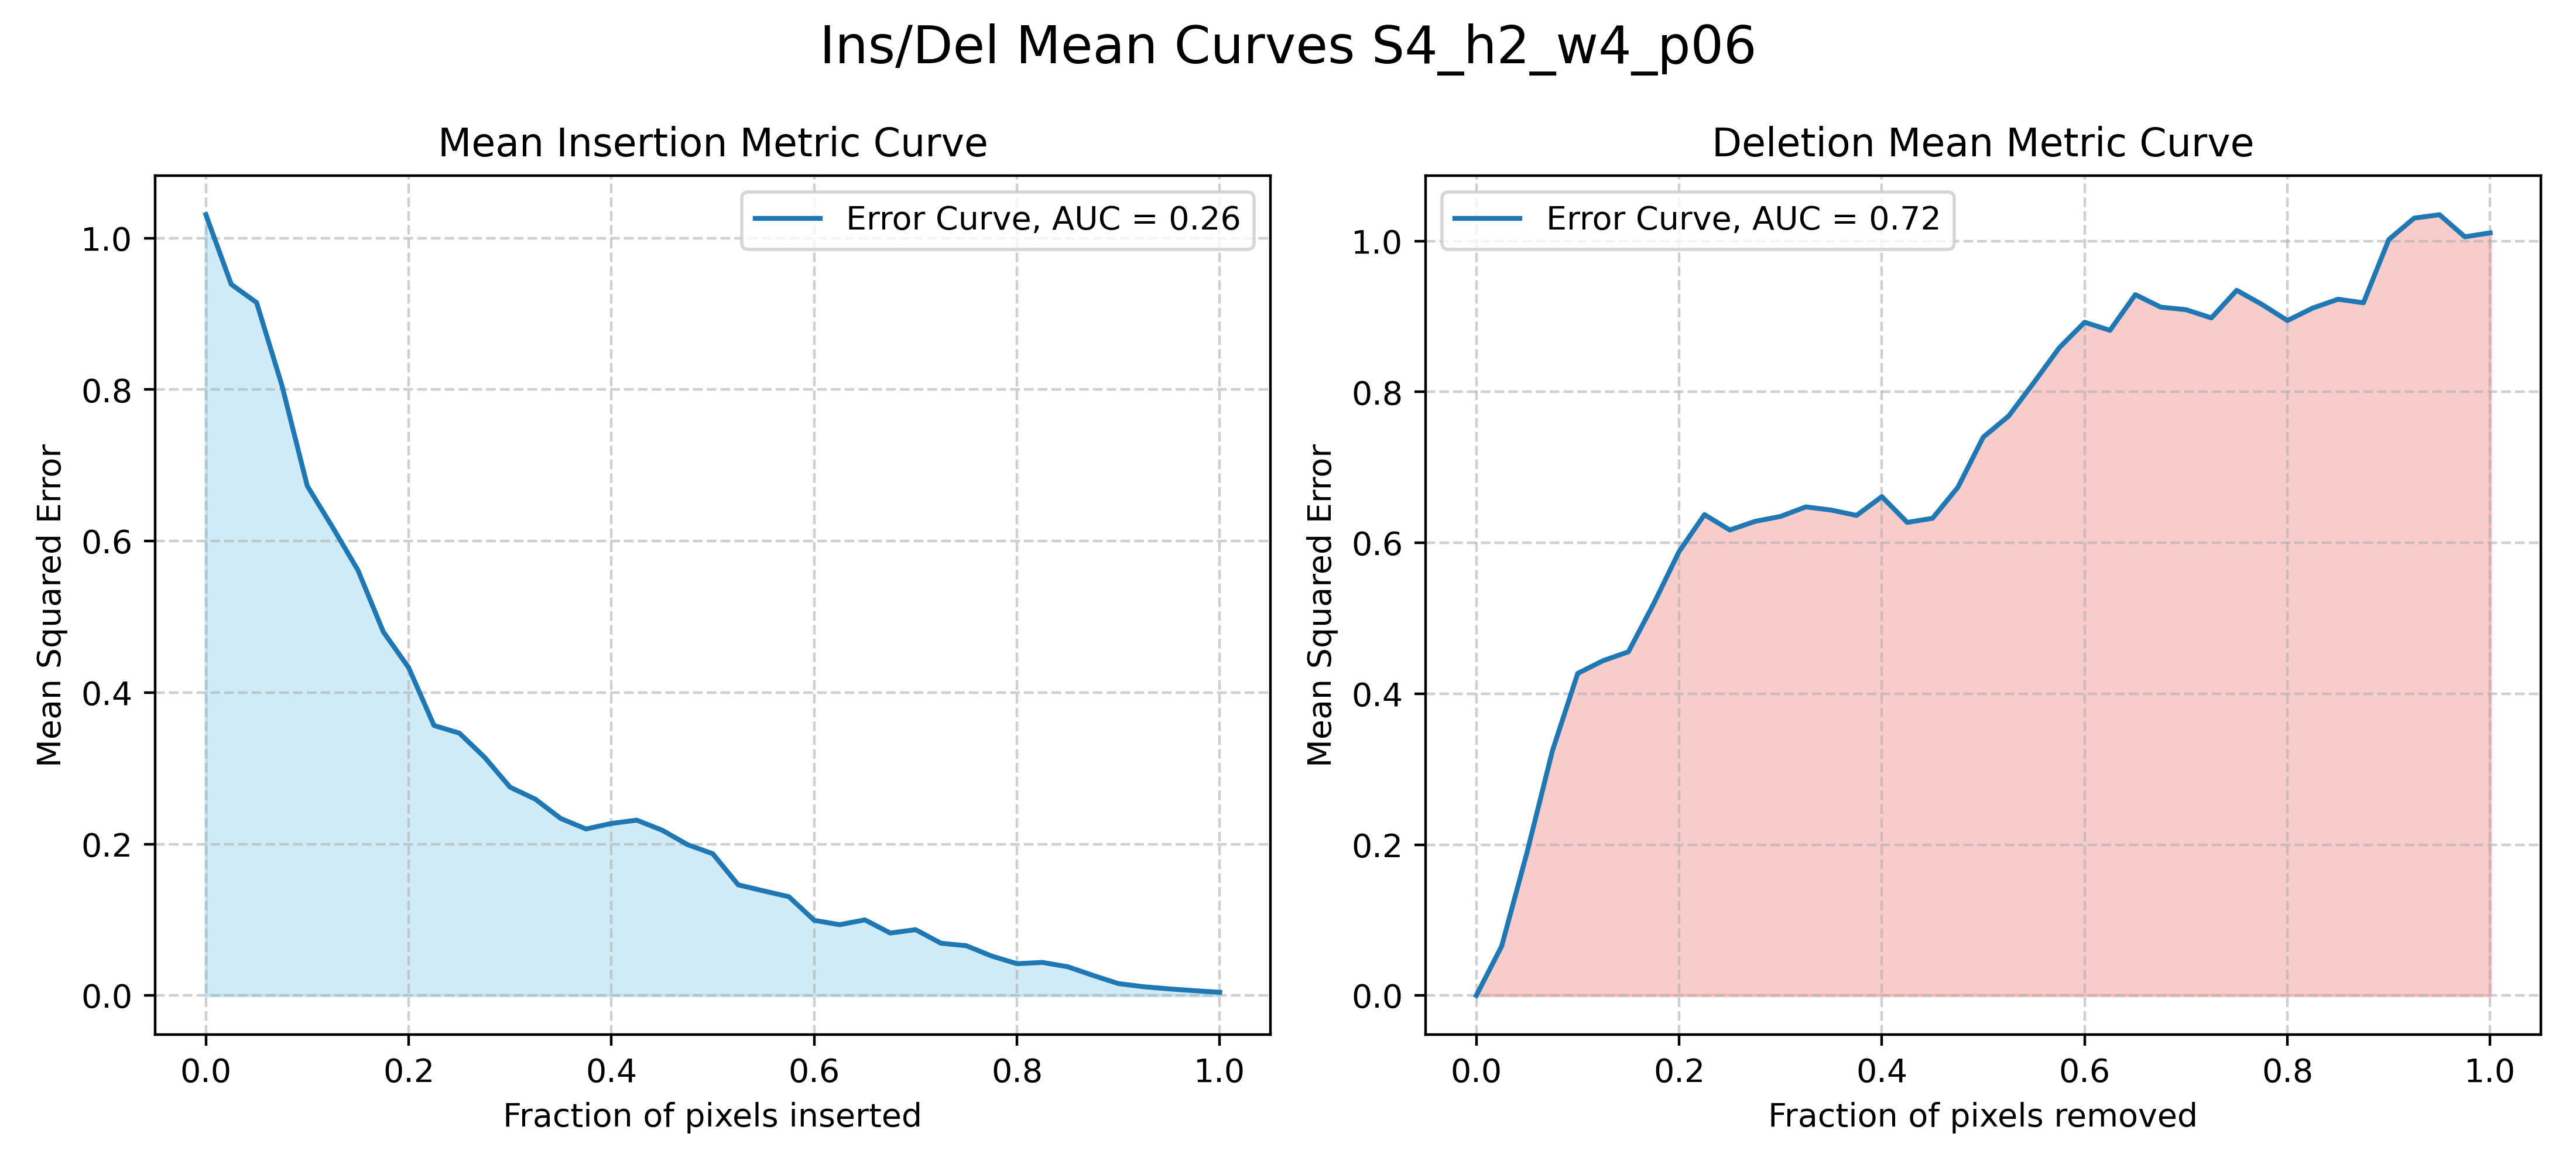 Ins/Del Mean Curves S4_h2_w4_p06
Mean Insertion Metric Curve
Error Curve, AUC = 0.26
Mean Squared Error
1.0
0.8
0.6
0.4
0.2
0.0
0.0 0.2 0.4 0.6 0.8 1.0
Fraction of pixels inserted
Deletion Mean Metric Curve
Error Curve, AUC = 0.72
Mean Squared Error
1.0
0.8
0.6
0.4
0.2
0.0
0.0 0.2 0.4 0.6 0.8 1.0
Fraction of pixels removed